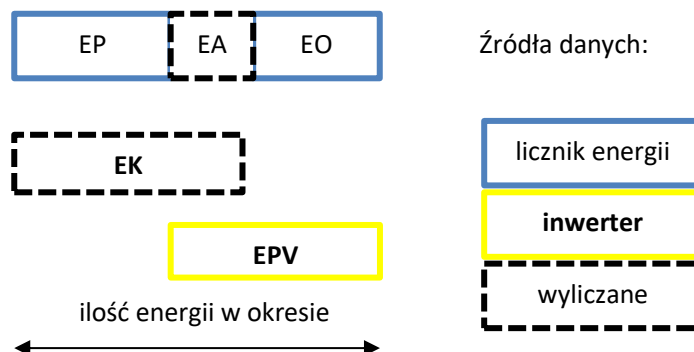 EP EA EO
Źródła danych:
EK
licznik energii
inwerter
EPV
wyliczane
ilość energii w okresie